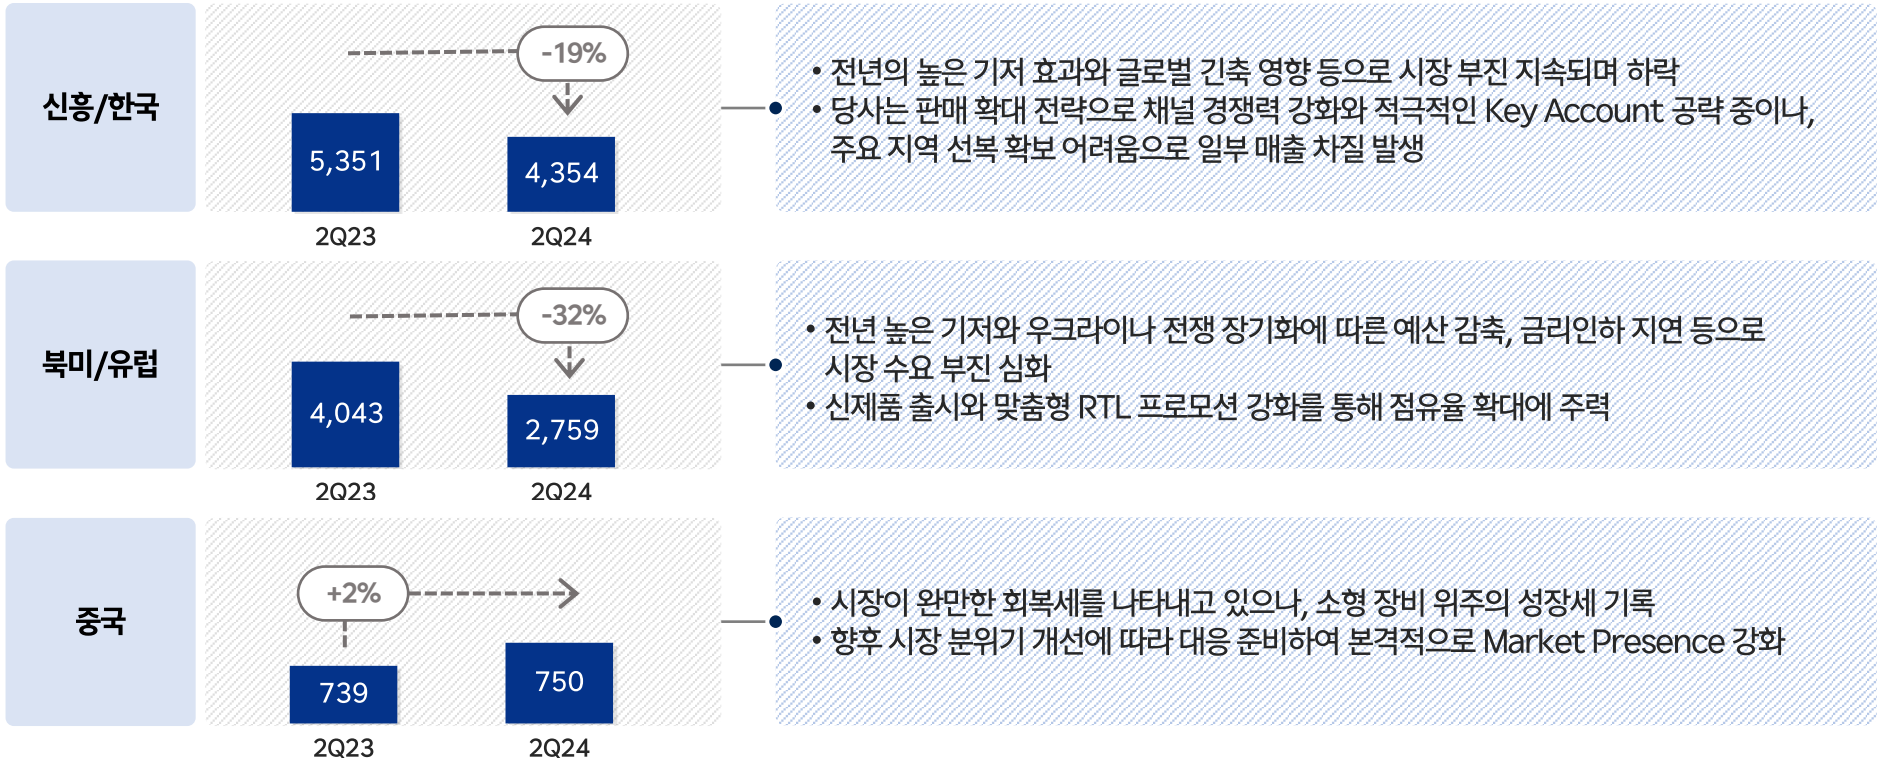 신흥/한국
-19%
5,351
4,354
2Q23
2Q24
• 전년의 높은 기저 효과와 글로벌 긴축 영향 등으로 시장 부진 지속되며 하락
• 당사는 판매 확대 전략으로 채널 경쟁력 강화와 적극적인 Key Account 공략 중이나,
주요 지역 선복 확보 어려움으로 일부 매출 차질 발생
북미/유럽
-32%
4,043
2,759
2Q23
2Q24
• 전년 높은 기저와 우크라이나 전쟁 장기화에 따른 예산 감축, 금리인하 지연 등으로
시장 수요 부진 심화
• 신제품 출시와 맞춤형 RTL 프로모션 강화를 통해 점유율 확대에 주력
중국
+2%
739
750
2Q23
2Q24
• 시장이 완만한 회복세를 나타내고 있으나, 소형 장비 위주의 성장세 기록
• 향후 시장 분위기 개선에 따라 대응 준비하여 본격적으로 Market Presence 강화